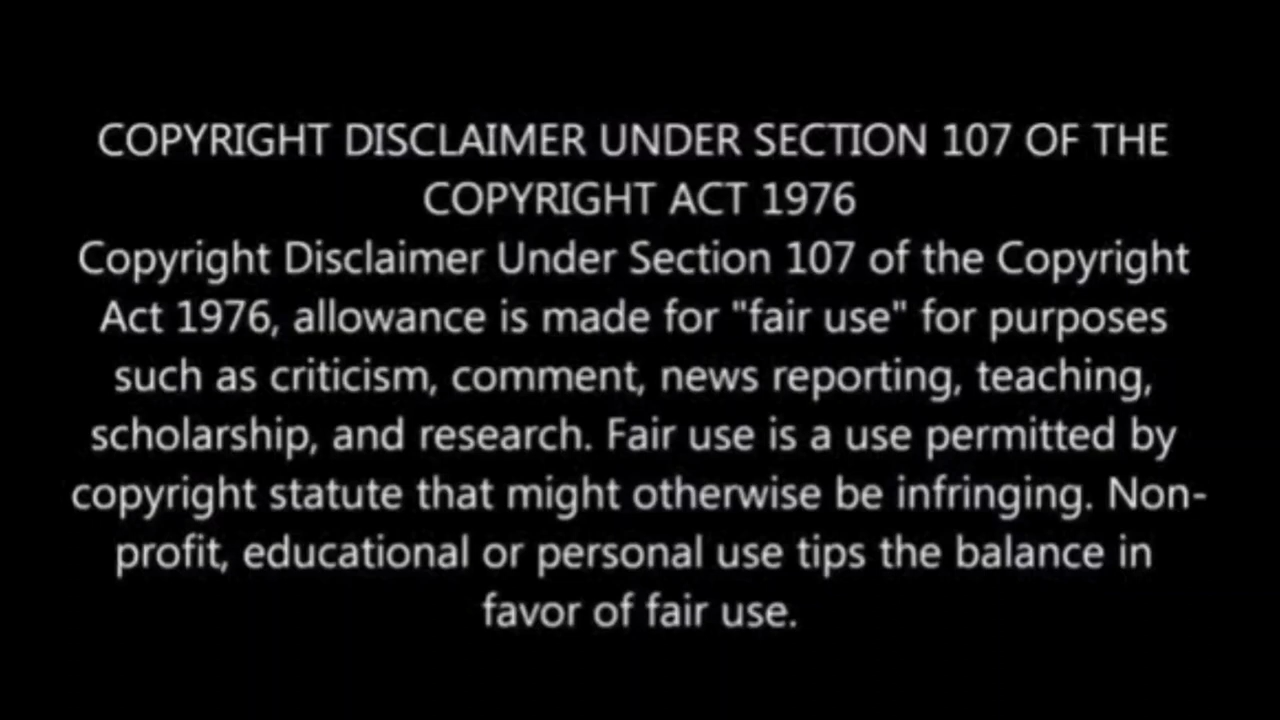 COPYRIGHT DISCLAIMER UNDER SECTION 107 OF THE
COPYRIGHT ACT 1976
Copyright Disclaimer Under Section 107 of the Copyright
Act 1976, allowance is made for "fair use" for purposes
such as criticism, comment, news reporting, teaching,
scholarship, and research. Fair use is a use permitted by
copyright statute that might otherwise be infringing. Non-
profit, educational or personal use tips the balance in
favor of fair use.